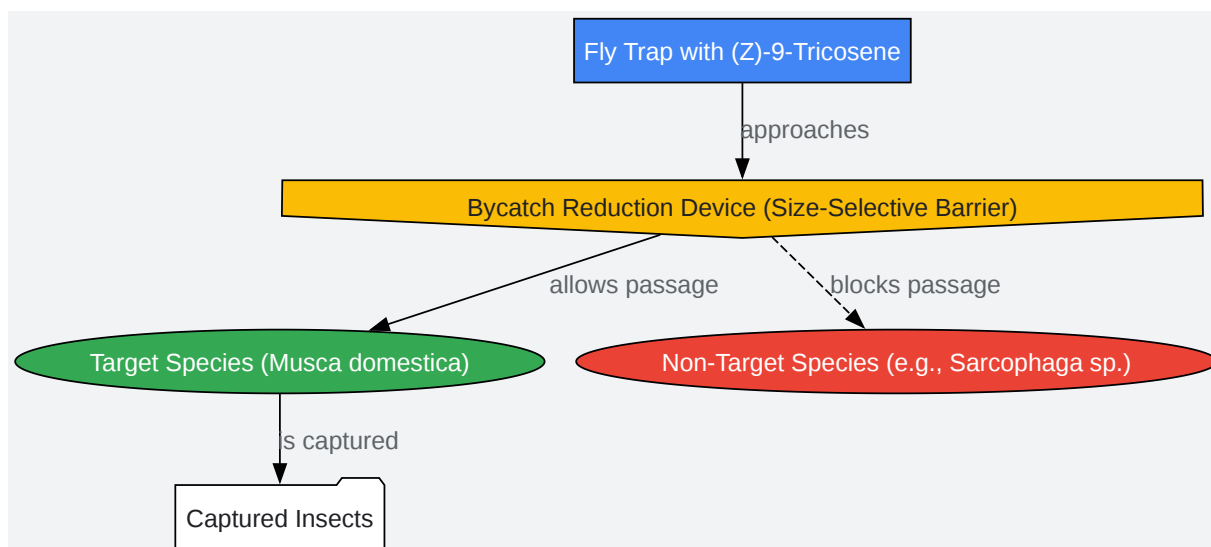 Fly Trap with (Z)-9-Tricosene
approaches
Bycatch Reduction Device (Size-Selective Barrier)
allows passage
blocks passage
Target Species (Musca domestica)
Non-Target Species (e.g., Sarcophaga sp.)
is captured
Captured Insects